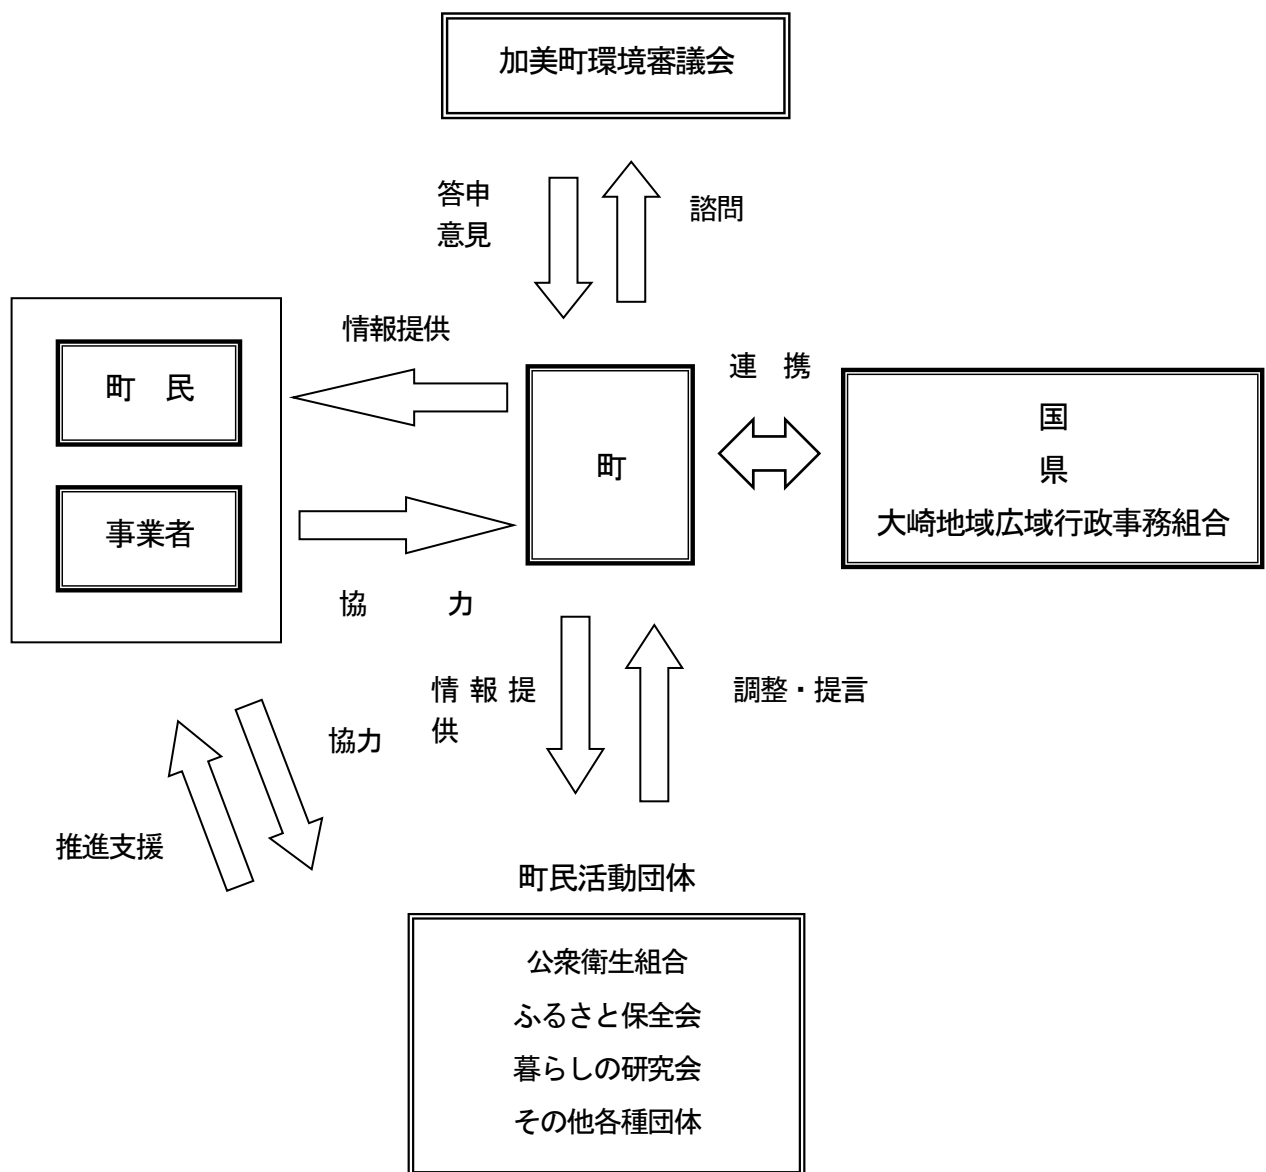 加美町環境審議会
答申
意見
諮問
情報提供
町　民
事業者
協　　　力
町
連　携
国
県
大崎地域広域行政事務組合
情 報 提
供
調整・提言
協力
推進支援
町民活動団体
公衆衛生組合
ふるさと保全会
暮らしの研究会
その他各種団体